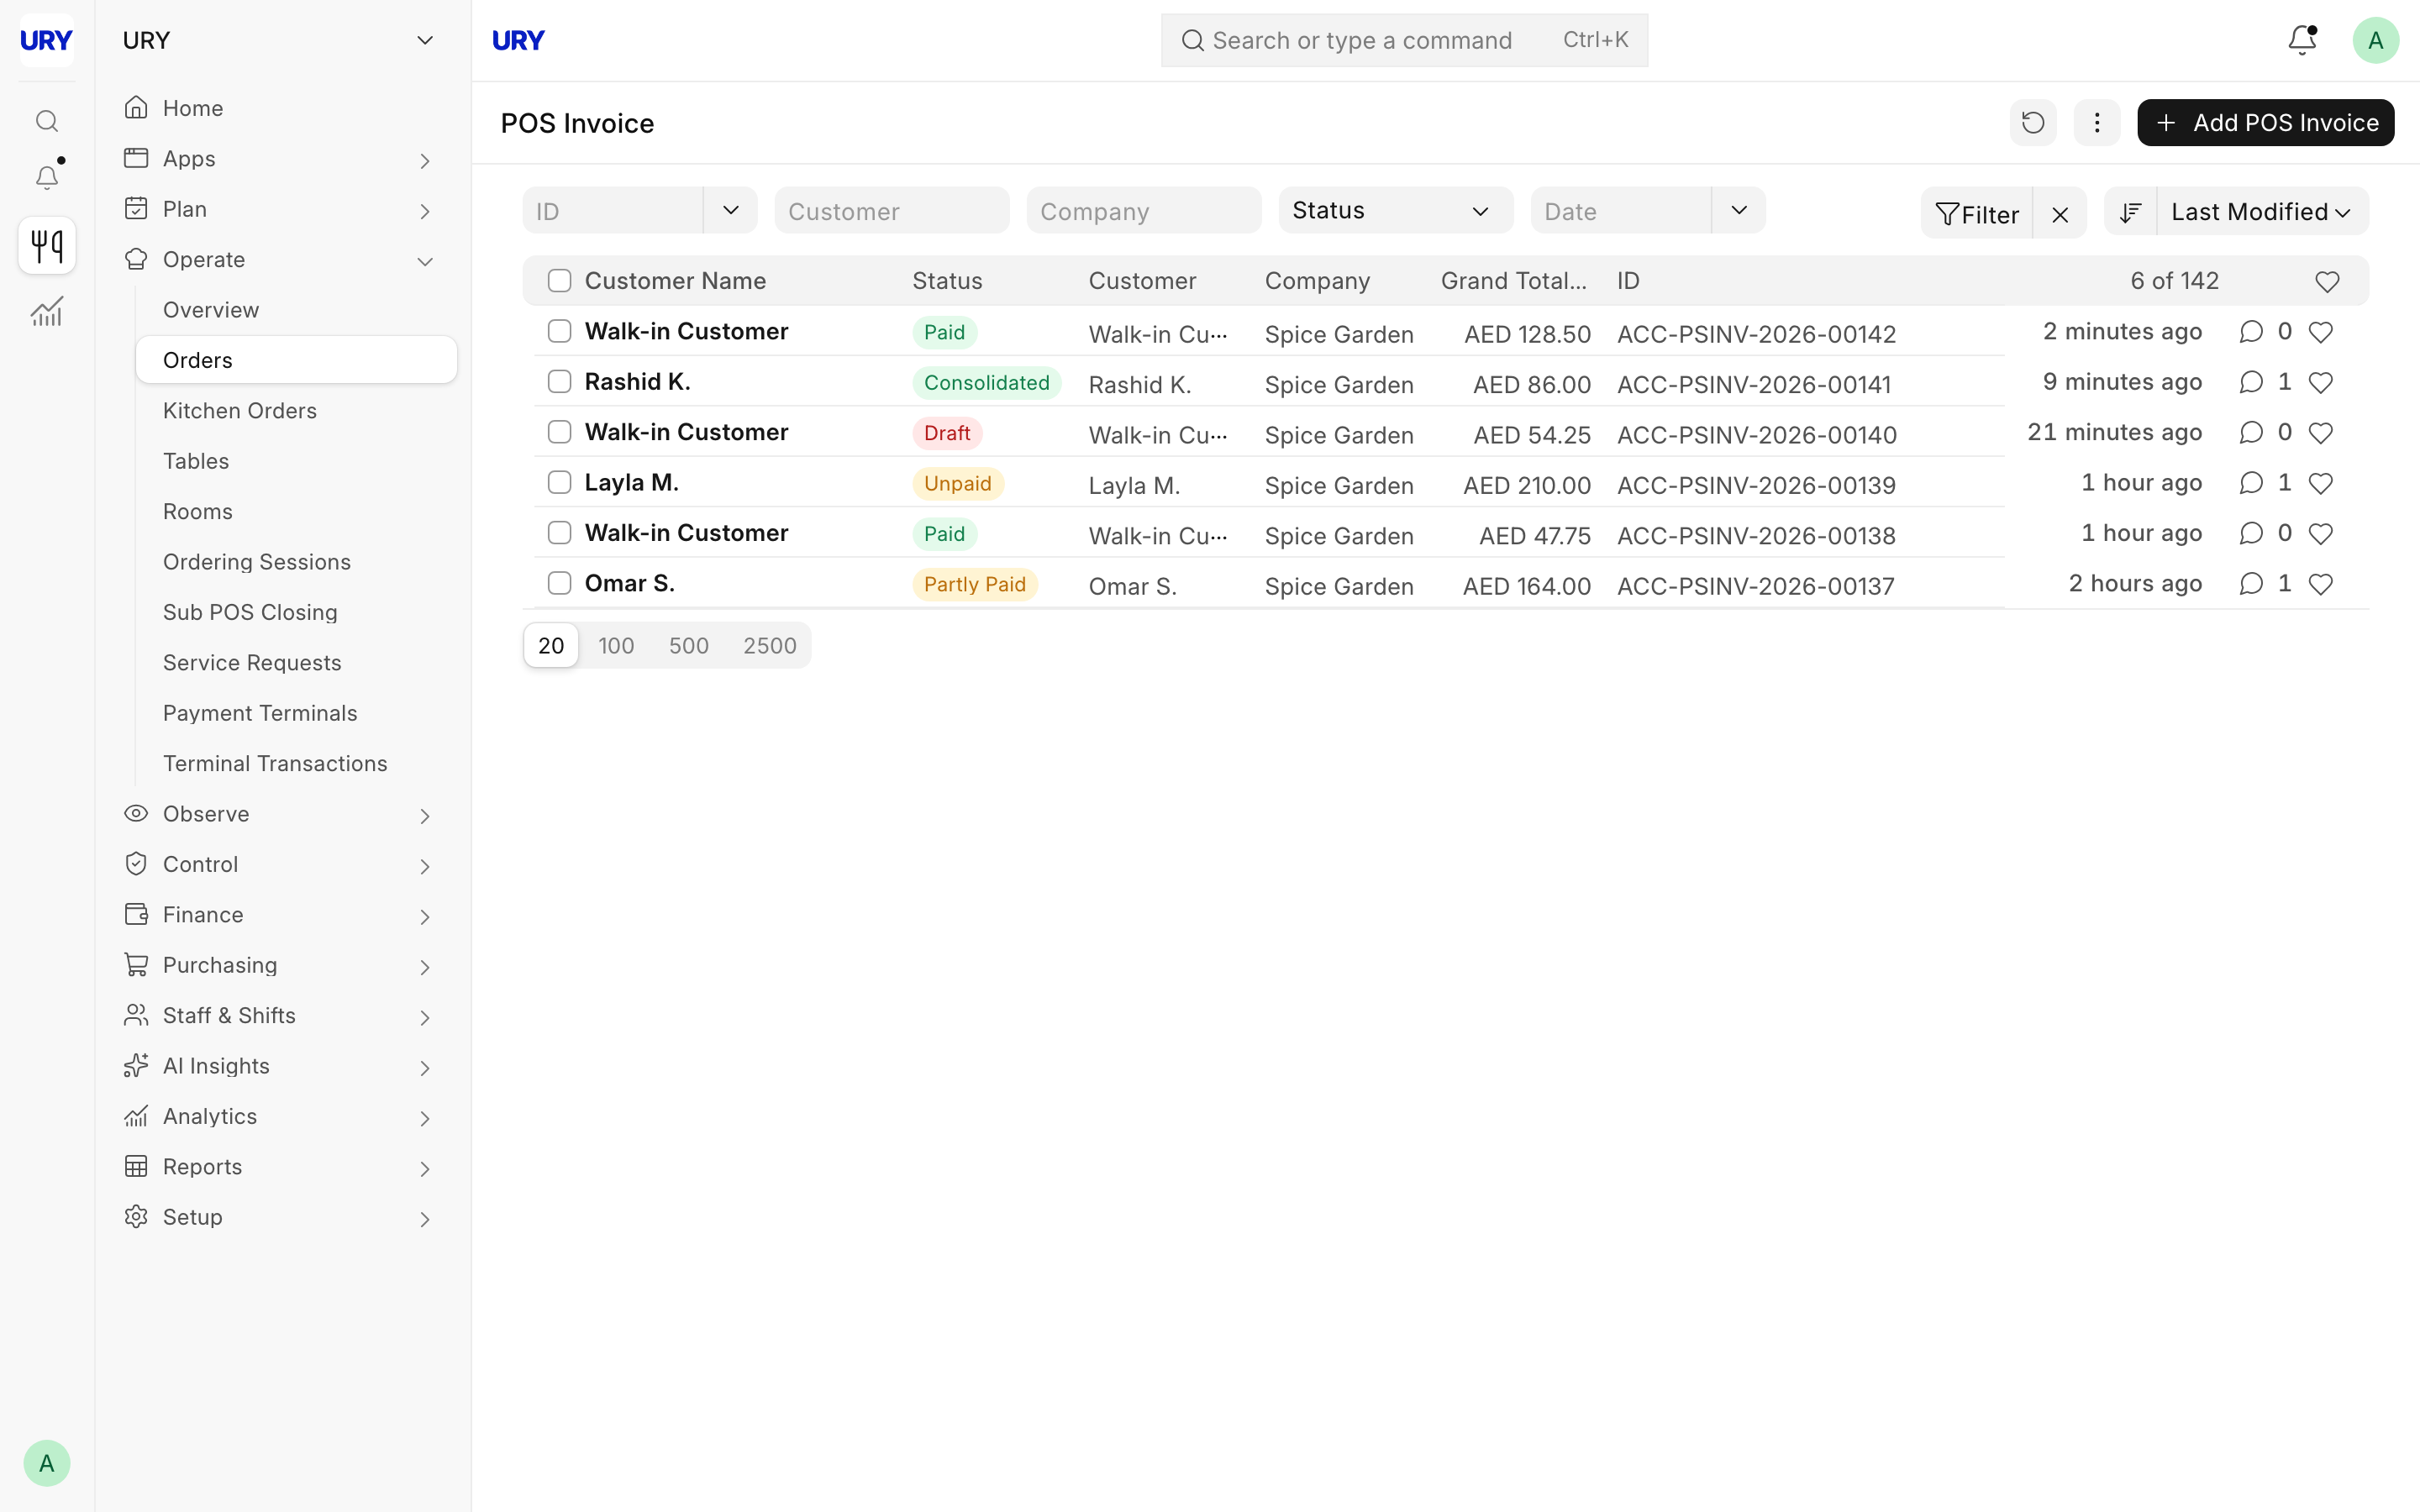 URY
URY
URY
Search or type a command
Ctrl+K
A
Home
Apps
Plan
Operate
Overview
Orders
Kitchen Orders
Tables
Rooms
Ordering Sessions
Sub POS Closing
Service Requests
Payment Terminals
Terminal Transactions
Observe
Control
Finance
Purchasing
Staff & Shifts
AI Insights
Analytics
Reports
Setup
A
POS Invoice
Add POS Invoice
ID
Customer
Company
Status
Date
Filter
Last Modified
Customer Name Status Customer Company Grand Total... ID 6 of 142
Walk-in Customer Paid Walk-in Cu... Spice Garden AED 128.50 ACC-PSINV-2026-00142 2 minutes ago 0
Rashid K. Consolidated Rashid K. Spice Garden AED 86.00 ACC-PSINV-2026-00141 9 minutes ago 1
Walk-in Customer Draft Walk-in Cu... Spice Garden AED 54.25 ACC-PSINV-2026-00140 21 minutes ago 0
Layla M. Unpaid Layla M. Spice Garden AED 210.00 ACC-PSINV-2026-00139 1 hour ago 1
Walk-in Customer Paid Walk-in Cu... Spice Garden AED 47.75 ACC-PSINV-2026-00138 1 hour ago 0
Omar S. Partly Paid Omar S. Spice Garden AED 164.00 ACC-PSINV-2026-00137 2 hours ago 1
20 100 500 2500